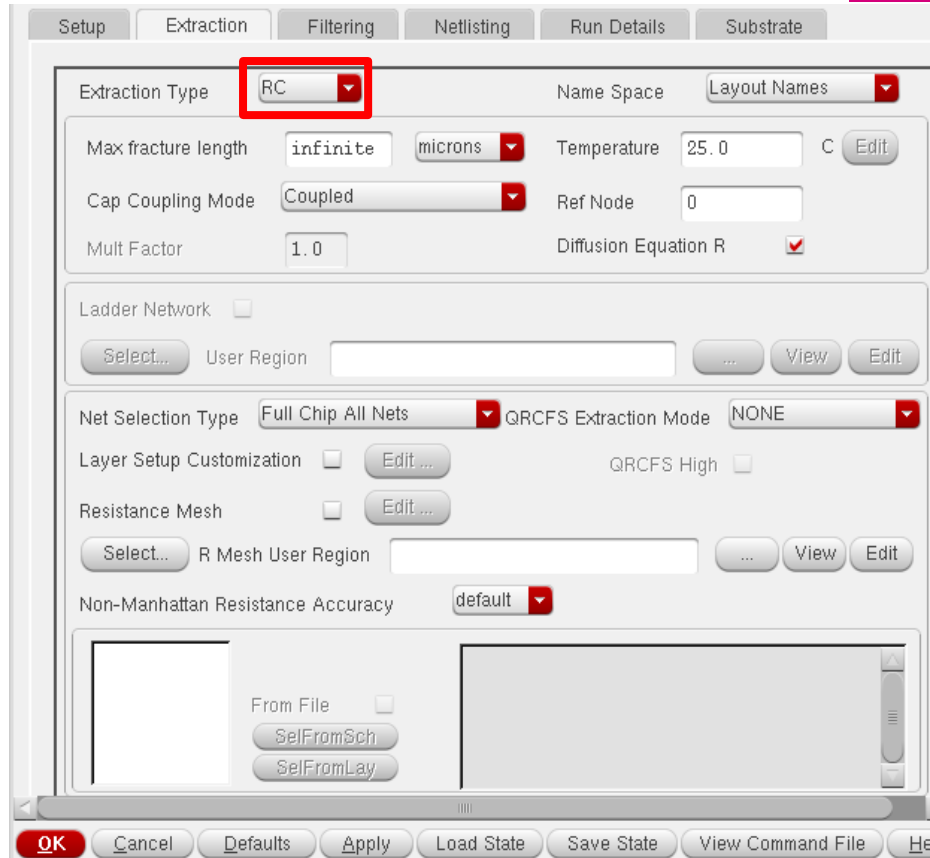 Setup Extraction Filtering Netlisting Run Details Substrate
Extraction Type RC Name Space Layout Names
Max fracture length infinite microns Temperature 25.0 C Edit
Cap Coupling Mode Coupled Ref Node 0
Mult Factor 1.0 Diffusion Equation R
Ladder Network
Select... User Region ... View Edit
Net Selection Type Full Chip All Nets QRCFS Extraction Mode NONE
Layer Setup Customization Edit ... QRCFS High
Resistance Mesh Edit ...
Select... R Mesh User Region ... View Edit
Non-Manhattan Resistance Accuracy default
From File
SelFromSch
SelFromLay
OK Cancel Defaults Apply Load State Save State View Command File He